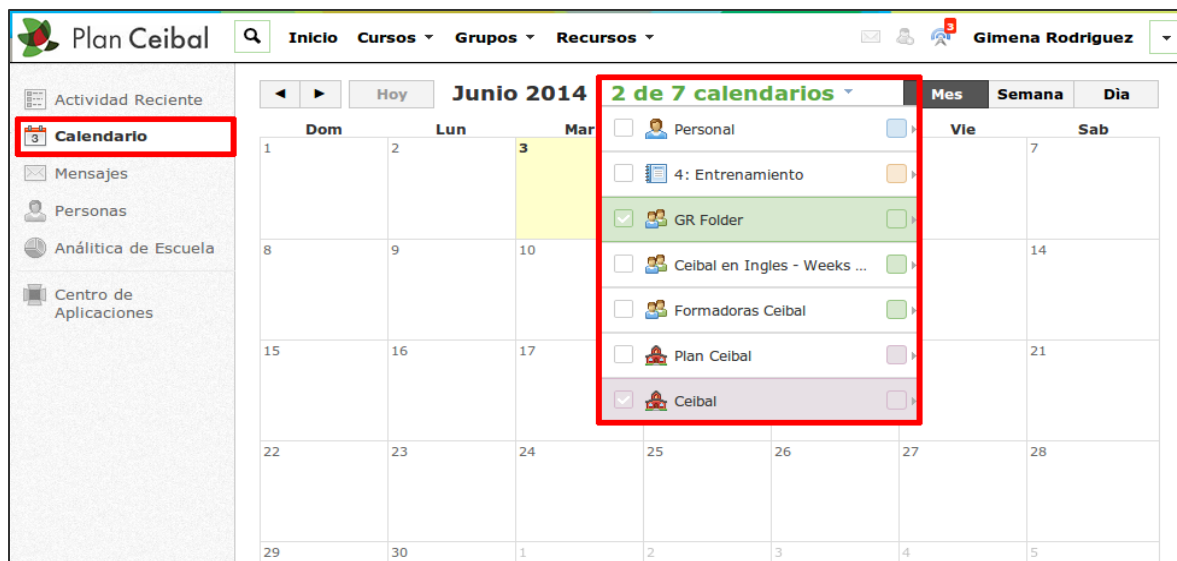 Plan Ceibal
Inicio Cursos Grupos Recursos
3
Gimena Rodriguez
Actividad Reciente
3
Calendario
Mensajes
Personas
Análitica de Escuela
Centro de
Aplicaciones
Hoy
Junio 2014
2 de 7 calendarios
Mes Semana Dìa
Dom Lun Mar Vie Sab
Personal
4: Entrenamiento
GR Folder
Ceibal en Ingles - Weeks ...
Formadoras Ceibal
Plan Ceibal
Ceibal
1 2 3 7
8 9 10 14
15 16 17 21
22 23 24 25 26 27 28
29 30 1 2 3 4 5